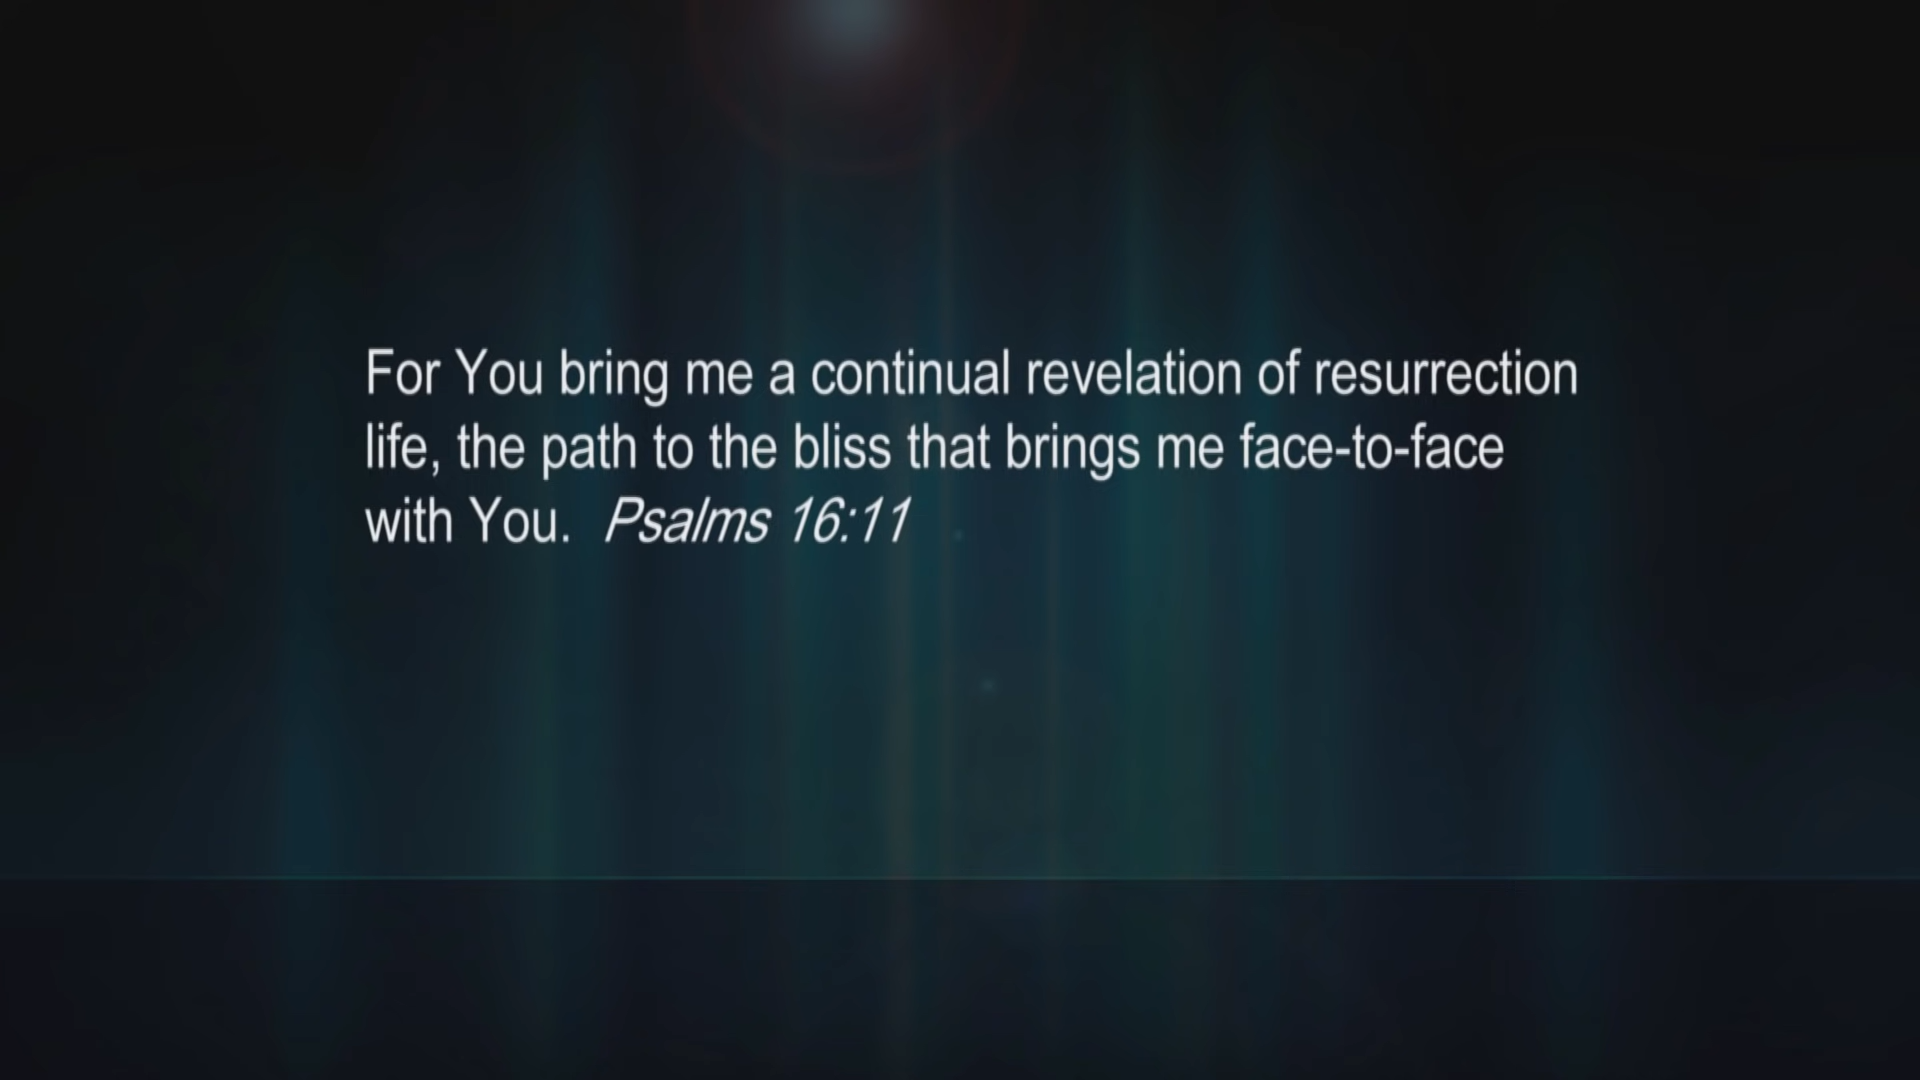 For You bring me a continual revelation of resurrection
life, the path to the bliss that brings me face-to-face
with You.  Psalms 16:11